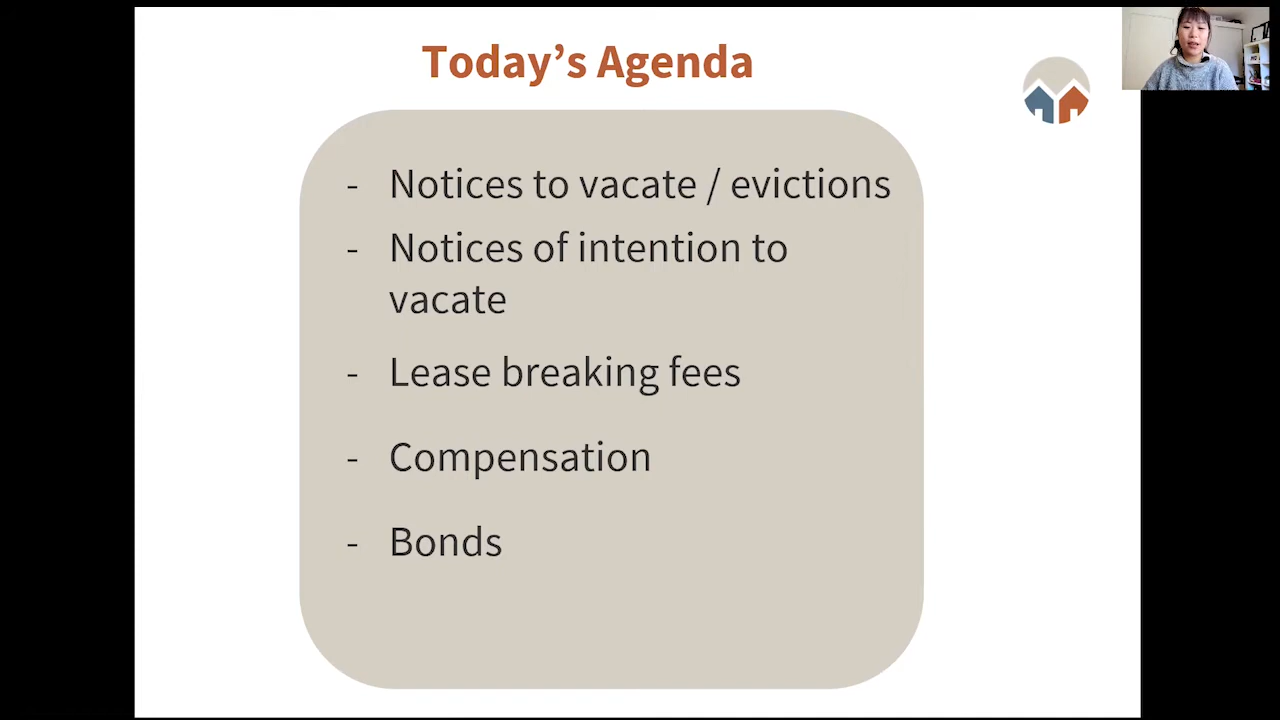 Today’s Agenda
- Notices to vacate / evictions
- Notices of intention to
vacate
- Lease breaking fees
- Compensation
- Bonds